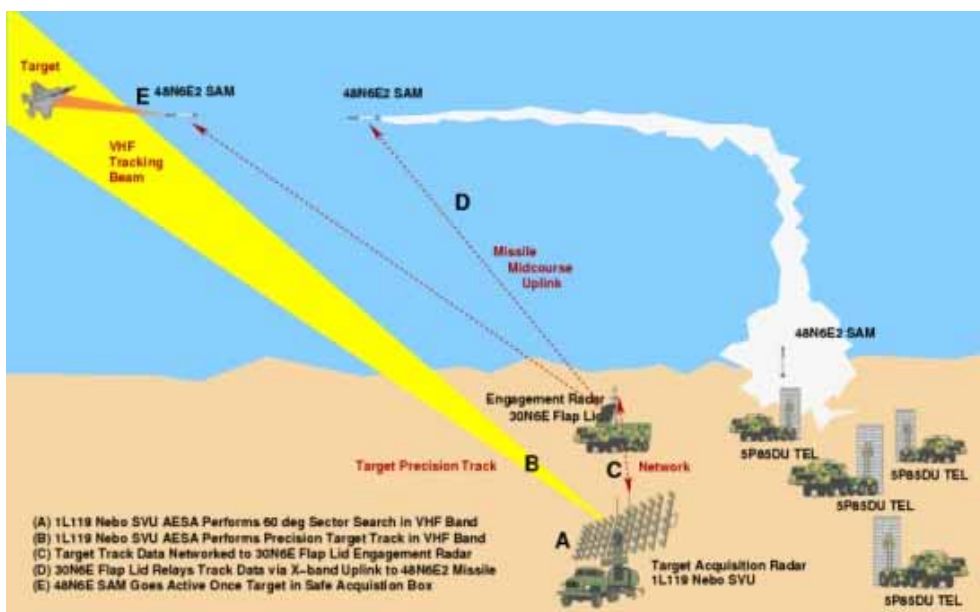 Target
E
48N6E2 SAM
48N6E2 SAM
VHF
Tracking
Beam
D
Missile
Midcourse
Uplink
48N6E2 SAM
Engagement Radar
30N6E Flap Lid
5P85DU TEL
5P85DU TEL
Target Precision Track
B
C
Network
5P85DU TEL
(A) 1L119 Nebo SVU AESA Performs 60 deg Sector Search in VHF Band
(B) 1L119 Nebo SVU AESA Performs Precision Target Track in VHF Band
(C) Target Track Data Networked to 30N6E Flap Lid Engagement Radar
(D) 30N6E Flap Lid Relays Track Data via X-band Uplink to 48N6E2 Missile
(E) 48N6E SAM Goes Active Once Target in Safe Acquistion Box
A
Target Acquisition Radar
1L119 Nebo SVU
5P85DU TEL